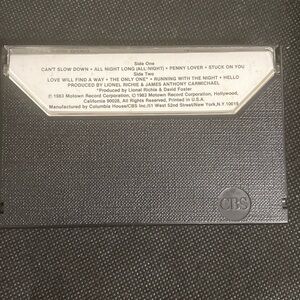 Side One
CAN'T SLOW DOWN • ALL NIGHT LONG (ALL NIGHT) • PENNY LOVER • STUCK ON YOU
Side Two
LOVE WILL FIND A WAY • *THE ONLY ONE* • RUNNING WITH THE NIGHT • HELLO
PRODUCED BY LIONEL RICHIE & JAMES ANTHONY CARMICHAEL
*Produced by Lionel Richie & David Foster
℗ 1983 Motown Record Corporation, © 1983 Motown Record Corporation, Hollywood,
California 90028, All Rights Reserved, Printed in U.S.A.
Manufactured by Columbia House/CBS Inc./51 West 52nd Street/New York, N.Y 10019
CBS